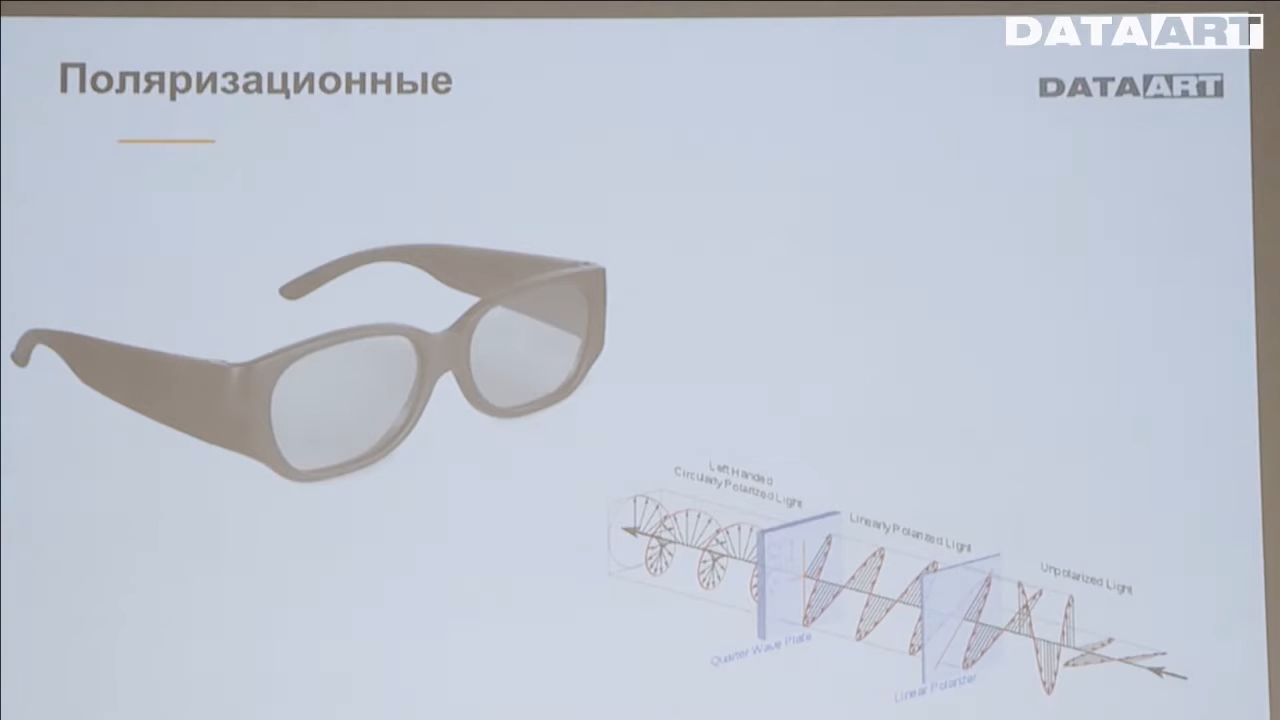 DATAART
Поляризационные
DATAART
Left Handed
Circularly Polarized Light
Linearly Polarized Light
Unpolarized Light
Quarter Wave Plate
Linear Polarizer